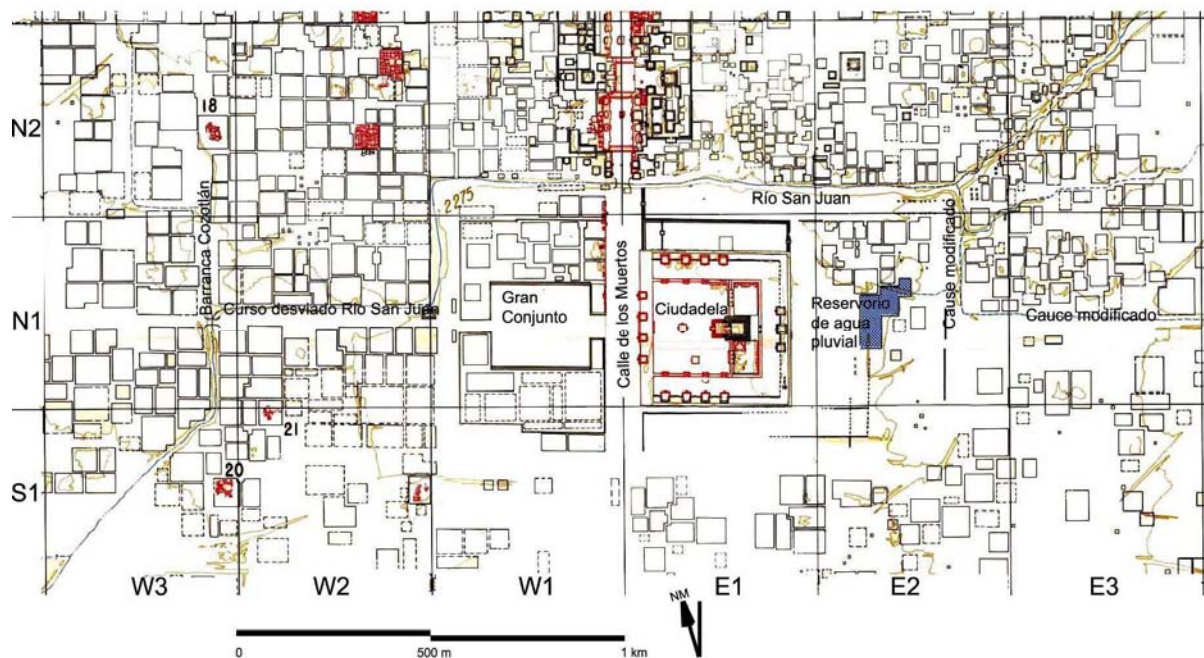 18
N2
Barranca Cozotlán
2275
Río San Juan
Calle de los Muertos
Cause modificado
Gran
Conjunto
Ciudadela
Reservorio
de agua
pluvial
Curso desviado Río San Juan
Cauce modificado
N1
21
20
S1
W3
W2
W1
E1
E2
E3
NM
0
500 m
1 km